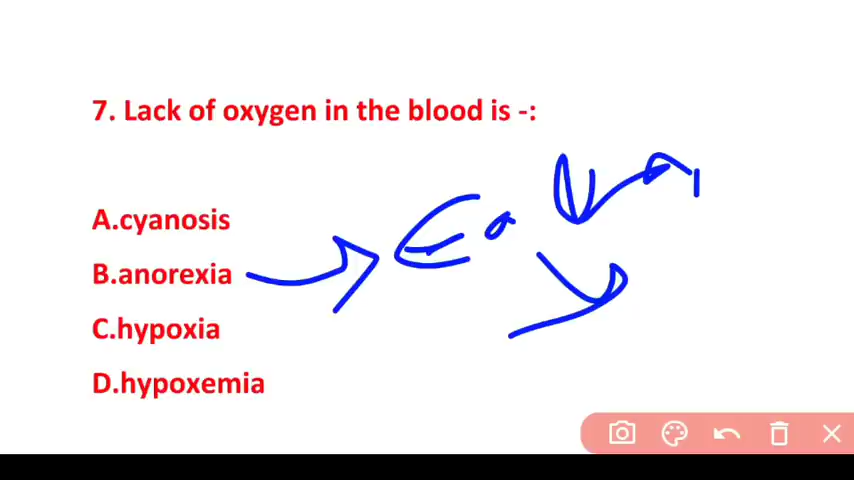 7. Lack of oxygen in the blood is -:
A.cyanosis
B.anorexia
C.hypoxia
D.hypoxemia